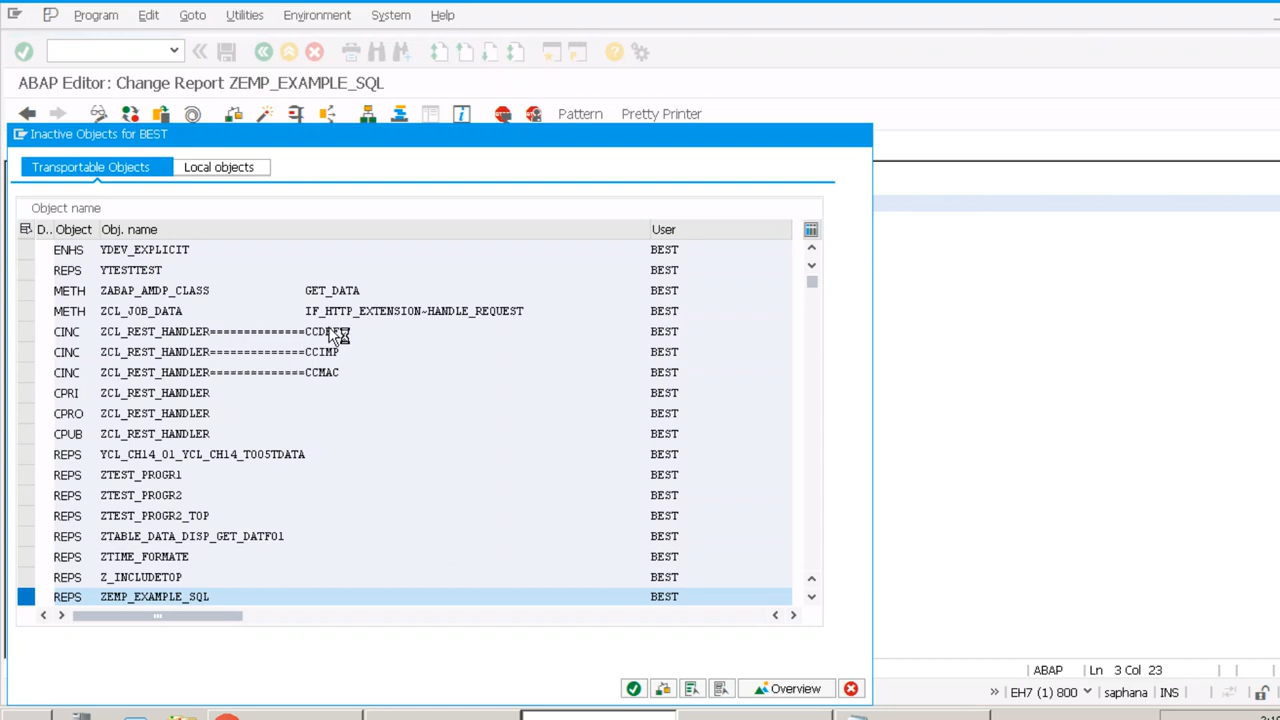 Program Edit Goto Utilities Environment System Help
ABAP Editor: Change Report ZEMP_EXAMPLE_SQL
Pattern Pretty Printer
Inactive Objects for BEST
Transportable Objects Local objects
Object name
D.. Object Obj. name User
ENHS YDEV_EXPLICIT BEST
REPS YTESTTEST BEST
METH ZABAP_AMDP_CLASS GET_DATA BEST
METH ZCL_JOB_DATA IF_HTTP_EXTENSION~HANDLE_REQUEST BEST
CINC BEST
CINC ZCL_REST_HANDLER==============CCIMP BEST
CINC ZCL_REST_HANDLER==============CCMAC BEST
CPRI ZCL_REST_HANDLER BEST
CPRO ZCL_REST_HANDLER BEST
CPUB ZCL_REST_HANDLER BEST
REPS YCL_CH14_01_YCL_CH14_T005TDATA BEST
REPS ZTEST_PROGR1 BEST
REPS ZTEST_PROGR2 BEST
REPS ZTEST_PROGR2_TOP BEST
REPS ZTABLE_DATA_DISP_GET_DATF01 BEST
REPS ZTIME_FORMATE BEST
REPS Z_INCLUDETOP BEST
REPS ZEMP_EXAMPLE_SQL BEST
Overview
ABAP Ln 3 Col 23
EH7 (1) 800 saphana INS